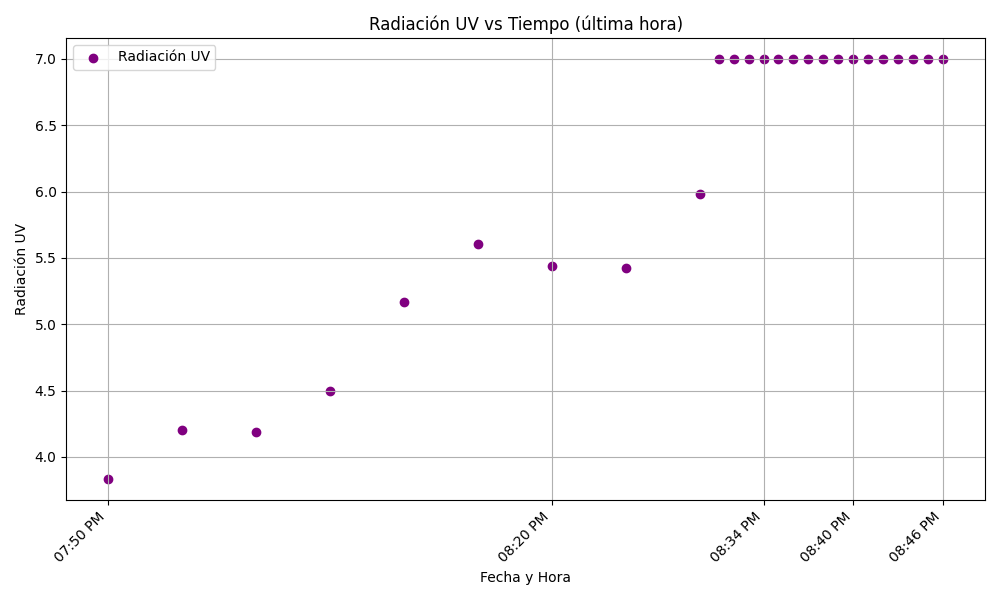 Radiación UV vs Tiempo (última hora)
Radiación UV
7.0
6.5
6.0
5.5
5.0
4.5
4.0
Radiación UV
07:50 PM
08:20 PM
08:34 PM
08:40 PM
08:46 PM
Fecha y Hora